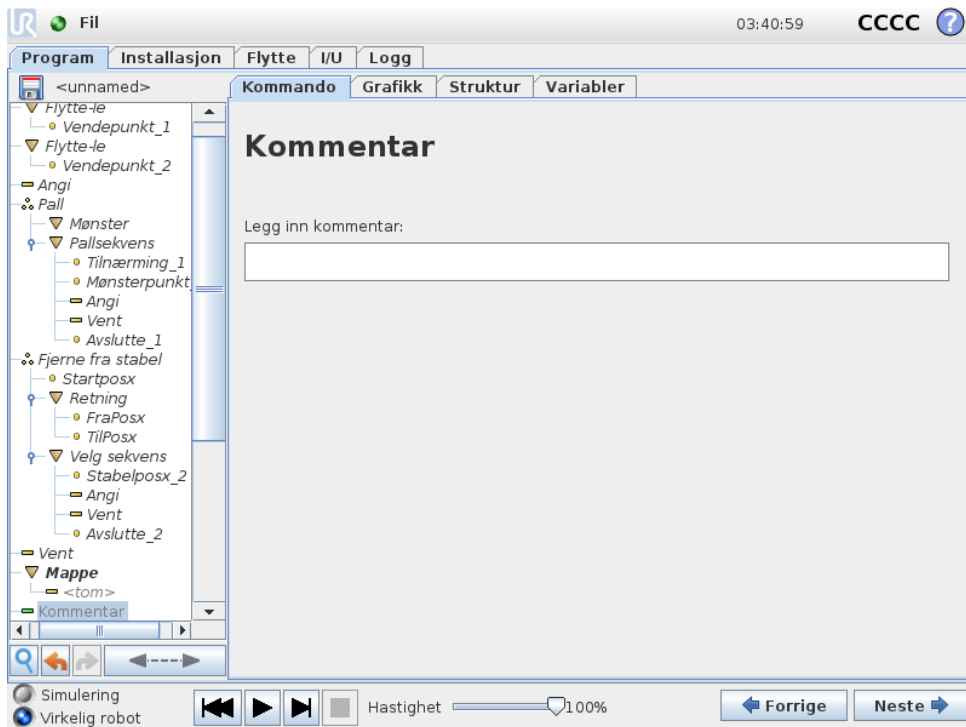 UR Fil 03:40:59 CCCC ?
Program Installasjon Flytte I/U Logg
<unnamed>
Kommando Grafikk Struktur Variabler
Flytte-le
Vendepunkt_1
Flytte-le
Vendepunkt_2
Angi
Pall
Mønster
Pallsekvens
Tilnærming_1
Mønsterpunkt_
Angi
Vent
Avslutte_1
Fjerne fra stabel
Startposx
Retning
FraPosx
TilPosx
Velg sekvens
Stabelposx_2
Angi
Vent
Avslutte_2
Vent
Mappe
<tom>
Kommentar
Kommentar
Legg inn kommentar:
Simulering
Virkelig robot
Hastighet 100%
Forrige Neste